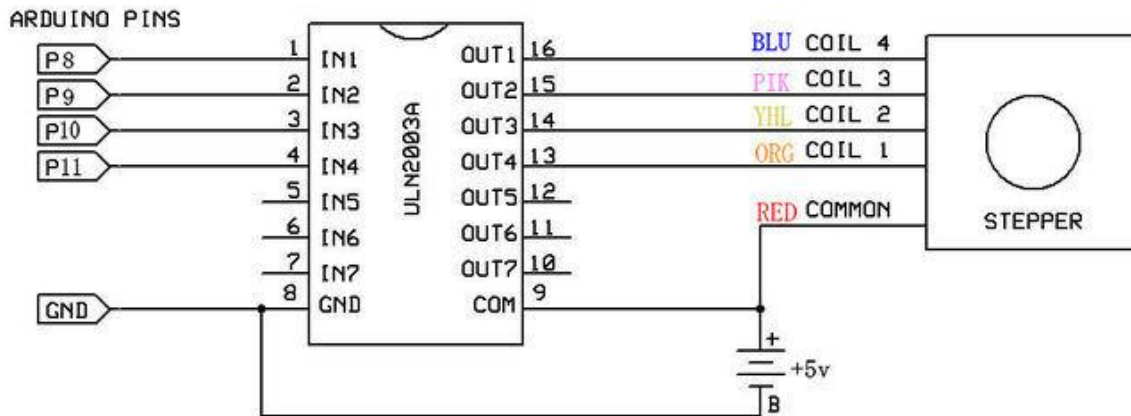 ARDUINO PINS
P8
P9
P10
P11
GND
1
2
3
4
5
6
7
8
IN1
IN2
IN3
IN4
IN5
IN6
IN7
GND
ULN2003A
OUT1
OUT2
OUT3
OUT4
OUT5
OUT6
OUT7
COM
16
15
14
13
12
11
10
9
BLU COIL 4
PIK COIL 3
YHL COIL 2
ORG COIL 1
RED COMMON
STEPPER
+
+5v
B